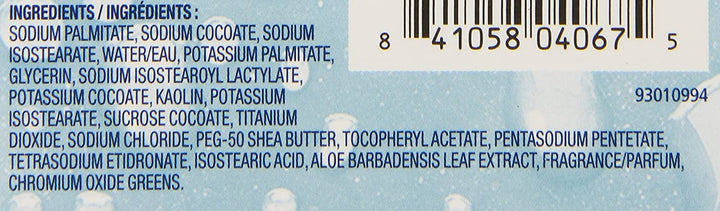 INGREDIENTS / INGRÉDIENTS :
SODIUM PALMITATE, SODIUM COCOATE, SODIUM
ISOSTEARATE, WATER/EAU, POTASSIUM PALMITATE,
GLYCERIN, SODIUM ISOSTEAROYL LACTYLATE,
POTASSIUM COCOATE, KAOLIN, POTASSIUM
ISOSTEARATE, SUCROSE COCOATE, TITANIUM
DIOXIDE, SODIUM CHLORIDE, PEG-50 SHEA BUTTER, TOCOPHERYL ACETATE, PENTASODIUM PENTETATE,
TETRASODIUM ETIDRONATE, ISOSTEARIC ACID, ALOE BARBADENSIS LEAF EXTRACT, FRAGRANCE/PARFUM,
CHROMIUM OXIDE GREENS.
8 41058 04067 5
93010994